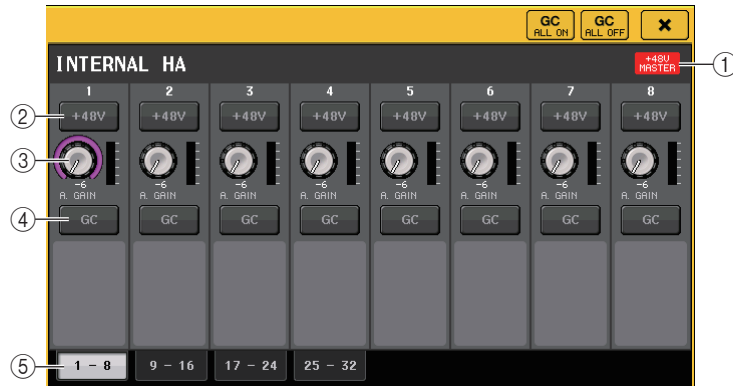 GC ALL ON GC ALL OFF ×
INTERNAL HA +48V MASTER ①
1 2 3 4 5 6 7 8
② +48V +48V +48V +48V +48V +48V +48V +48V
③
-6 -6 -6 -6 -6 -6 -6 -6
A. GAIN A. GAIN A. GAIN A. GAIN A. GAIN A. GAIN A. GAIN A. GAIN
④ GC GC GC GC GC GC GC GC
⑤ 1 - 8 9 - 16 17 - 24 25 - 32